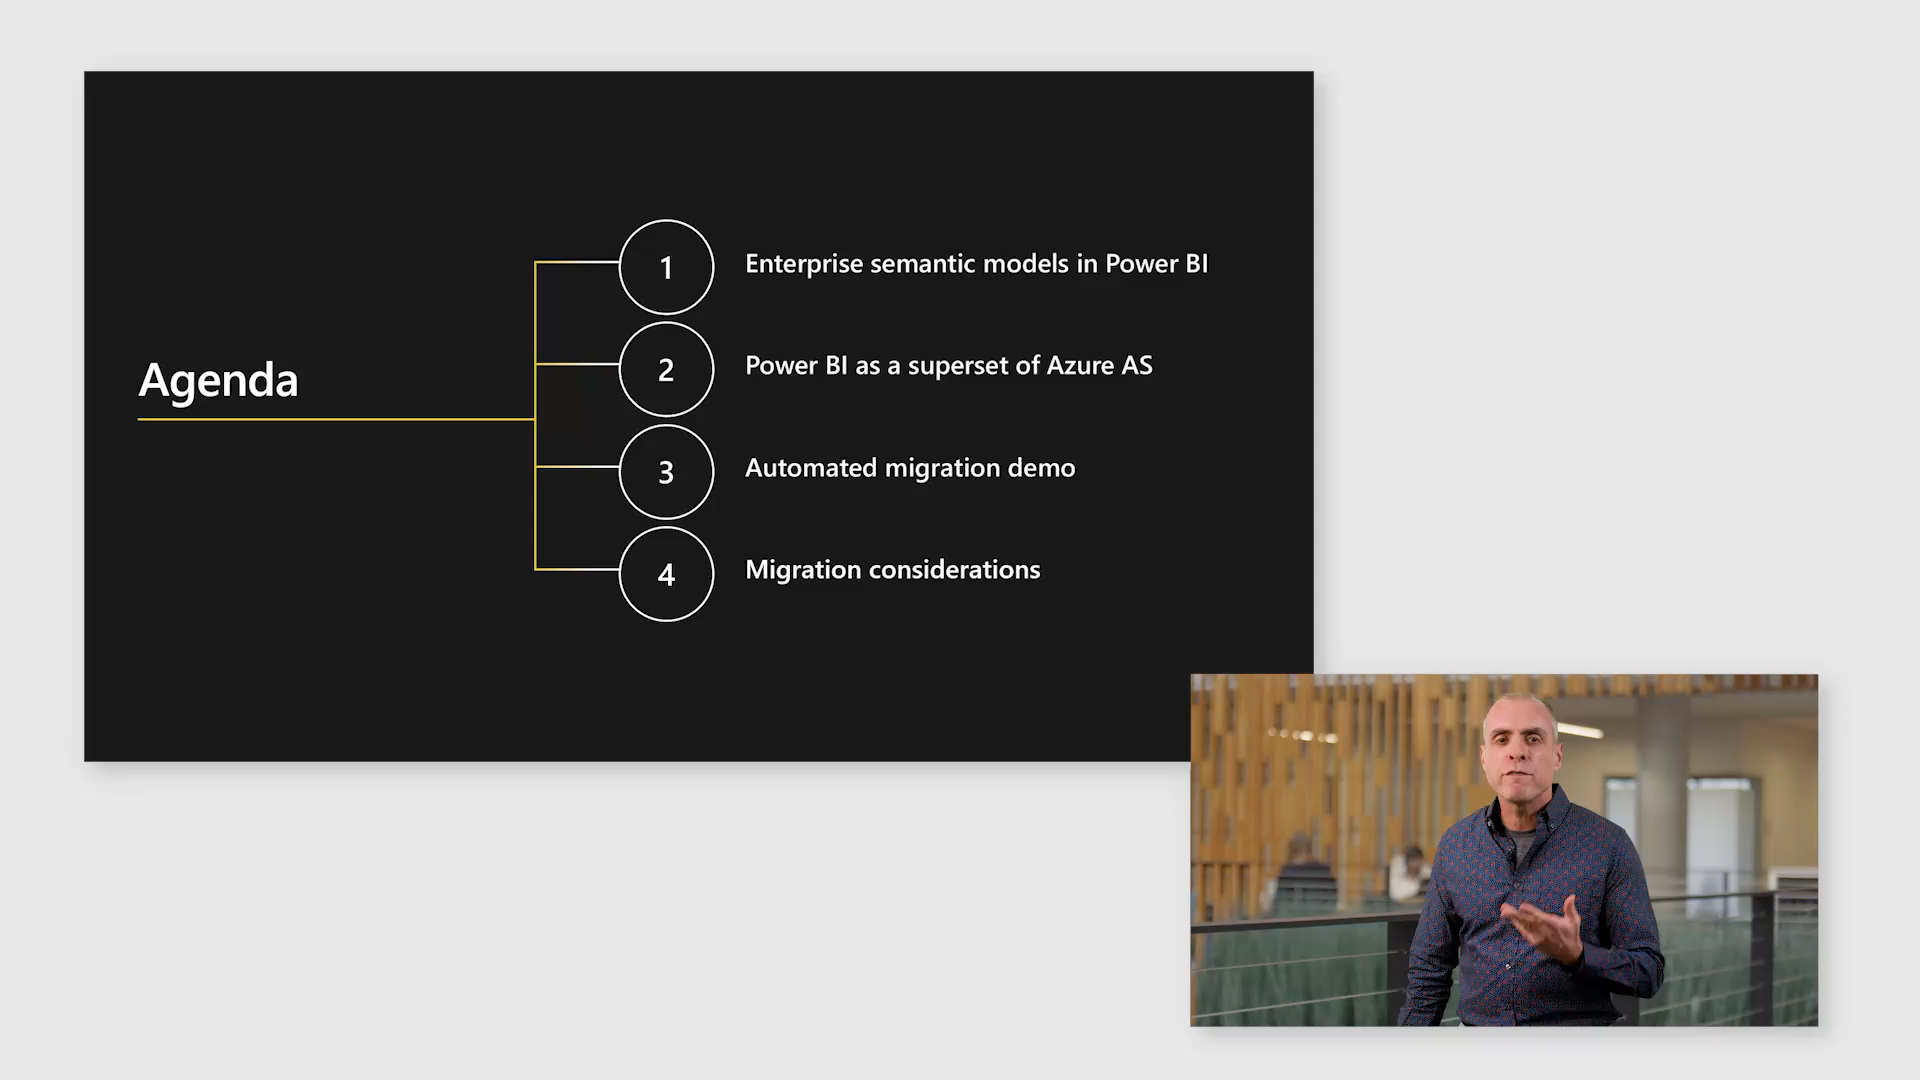 Agenda
1
Enterprise semantic models in Power BI
2
Power BI as a superset of Azure AS
3
Automated migration demo
4
Migration considerations